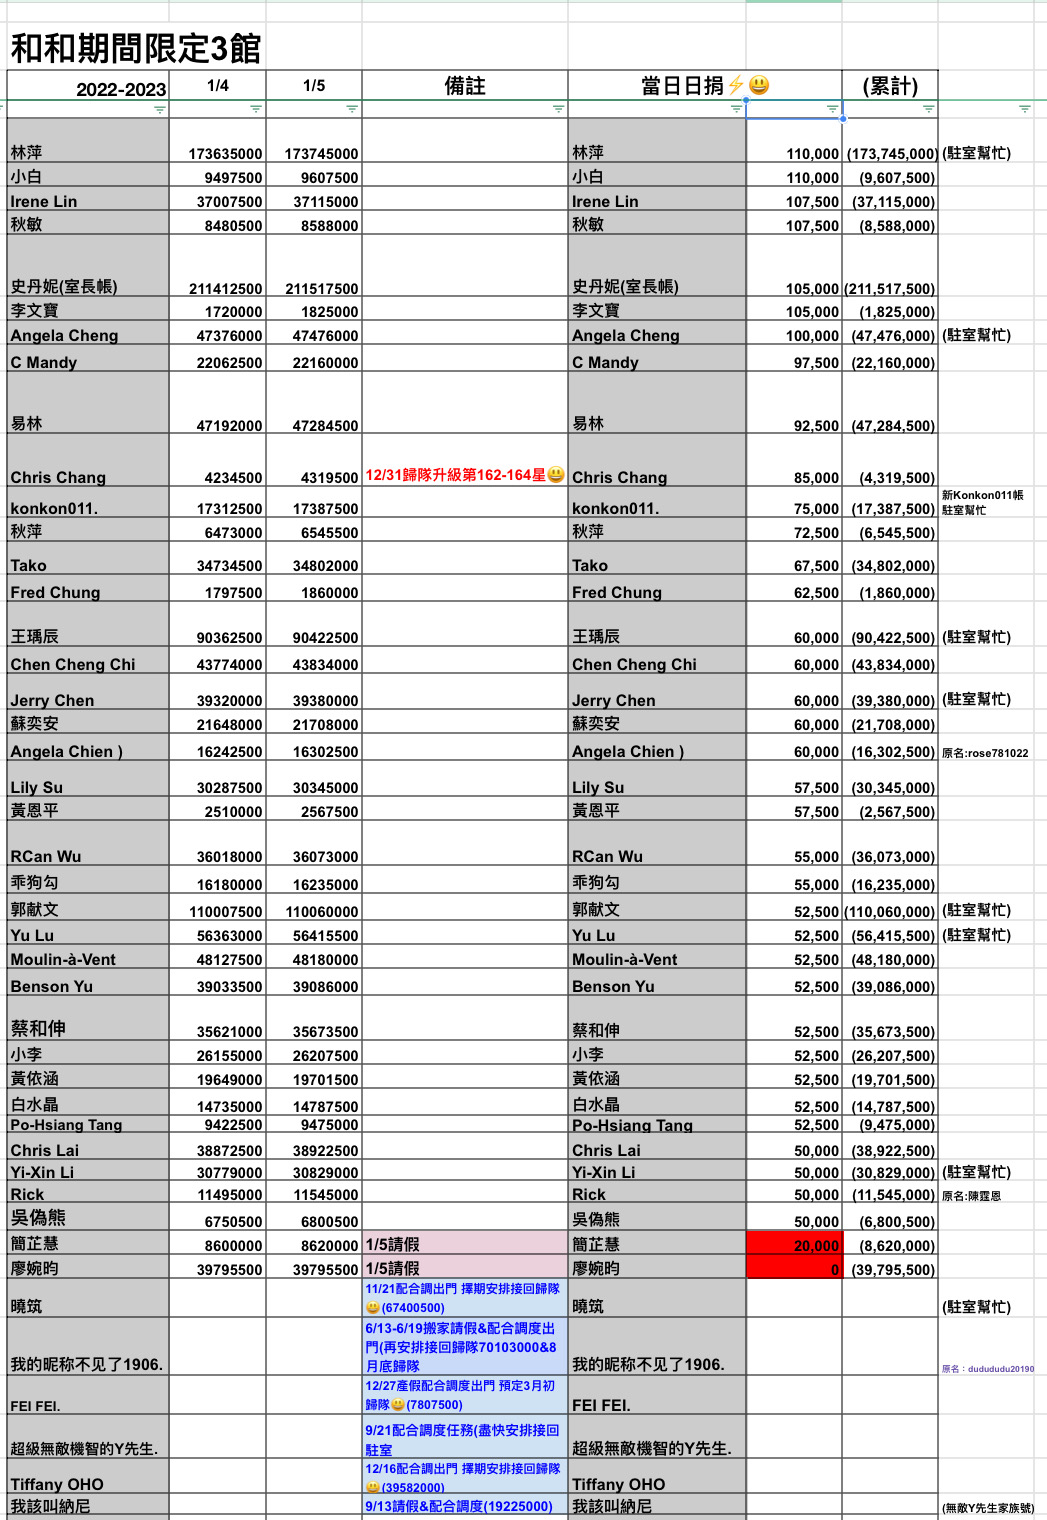 和和期間限定3館
2022-2023 1/4 1/5 備註 當日日捐⚡😃 (累計)
林萍 173635000 173745000 林萍 110,000 (173,745,000) (駐室幫忙)
小白 9497500 9607500 小白 110,000 (9,607,500)
Irene Lin 37007500 37115000 Irene Lin 107,500 (37,115,000)
秋敏 8480500 8588000 秋敏 107,500 (8,588,000)
史丹妮(室長帳) 211412500 211517500 史丹妮(室長帳) 105,000 (211,517,500)
李文寶 1720000 1825000 李文寶 105,000 (1,825,000)
Angela Cheng 47376000 47476000 Angela Cheng 100,000 (47,476,000) (駐室幫忙)
C Mandy 22062500 22160000 C Mandy 97,500 (22,160,000)
易林 47192000 47284500 易林 92,500 (47,284,500)
Chris Chang 4234500 4319500 12/31歸隊升級第162-164星😃 Chris Chang 85,000 (4,319,500)
konkon011. 17312500 17387500 konkon011. 75,000 (17,387,500) 新Konkon011帳
駐室幫忙
秋萍 6473000 6545500 秋萍 72,500 (6,545,500)
Tako 34734500 34802000 Tako 67,500 (34,802,000)
Fred Chung 1797500 1860000 Fred Chung 62,500 (1,860,000)
王瑀辰 90362500 90422500 王瑀辰 60,000 (90,422,500) (駐室幫忙)
Chen Cheng Chi 43774000 43834000 Chen Cheng Chi 60,000 (43,834,000)
Jerry Chen 39320000 39380000 Jerry Chen 60,000 (39,380,000) (駐室幫忙)
蘇奕安 21648000 21708000 蘇奕安 60,000 (21,708,000)
Angela Chien ) 16242500 16302500 Angela Chien ) 60,000 (16,302,500) 原名:rose781022
Lily Su 30287500 30345000 Lily Su 57,500 (30,345,000)
黃恩平 2510000 2567500 黃恩平 57,500 (2,567,500)
RCan Wu 36018000 36073000 RCan Wu 55,000 (36,073,000)
乖狗勾 16180000 16235000 乖狗勾 55,000 (16,235,000)
郭献文 110007500 110060000 郭献文 52,500 (110,060,000) (駐室幫忙)
Yu Lu 56363000 56415500 Yu Lu 52,500 (56,415,500) (駐室幫忙)
Moulin-à-Vent 48127500 48180000 Moulin-à-Vent 52,500 (48,180,000)
Benson Yu 39033500 39086000 Benson Yu 52,500 (39,086,000)
蔡和伸 35621000 35673500 蔡和伸 52,500 (35,673,500)
小李 26155000 26207500 小李 52,500 (26,207,500)
黃依涵 19649000 19701500 黃依涵 52,500 (19,701,500)
白水晶 14735000 14787500 白水晶 52,500 (14,787,500)
Po-Hsiang Tang 9422500 9475000 Po-Hsiang Tang 52,500 (9,475,000)
Chris Lai 38872500 38922500 Chris Lai 50,000 (38,922,500)
Yi-Xin Li 30779000 30829000 Yi-Xin Li 50,000 (30,829,000) (駐室幫忙)
Rick 11495000 11545000 Rick 50,000 (11,545,000) 原名:陳霆恩
吳偽熊 6750500 6800500 吳偽熊 50,000 (6,800,500)
簡芷慧 8600000 8620000 1/5請假 簡芷慧 20,000 (8,620,000)
廖婉昀 39795500 39795500 1/5請假 廖婉昀 0 (39,795,500)
11/21配合調出門 擇期安排接回歸隊
曉筑 😃(67400500) 曉筑 (駐室幫忙)
6/13-6/19搬家請假&配合調度出
門(再安排接回歸隊70103000&8
我的昵称不见了1906. 月底歸隊 我的昵称不见了1906. 原名：dudududu20190
12/27產假配合調度出門 預定3月初
FEI FEI. 歸隊😃(7807500) FEI FEI.
9/21配合調度任務(盡快安排接回
超級無敵機智的Y先生. 駐室 超級無敵機智的Y先生.
12/16配合調出門 擇期安排接回歸隊
Tiffany OHO 😃(39582000) Tiffany OHO
我該叫納尼 9/13請假&配合調度(19225000) 我該叫納尼 (無敵Y先生家族號)